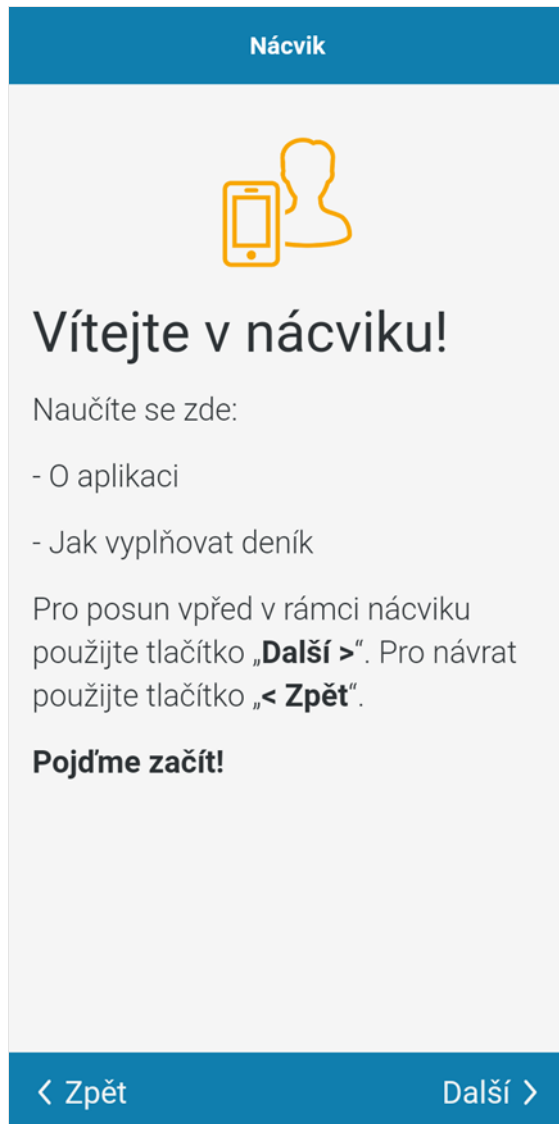 Nácvik
Vítejte v nácviku!
Naučíte se zde:
- O aplikaci
- Jak vyplňovat deník
Pro posun vpřed v rámci nácviku
použijte tlačítko „Další >“. Pro návrat
použijte tlačítko „< Zpět“.
Pojďme začít!
< Zpět
Další >